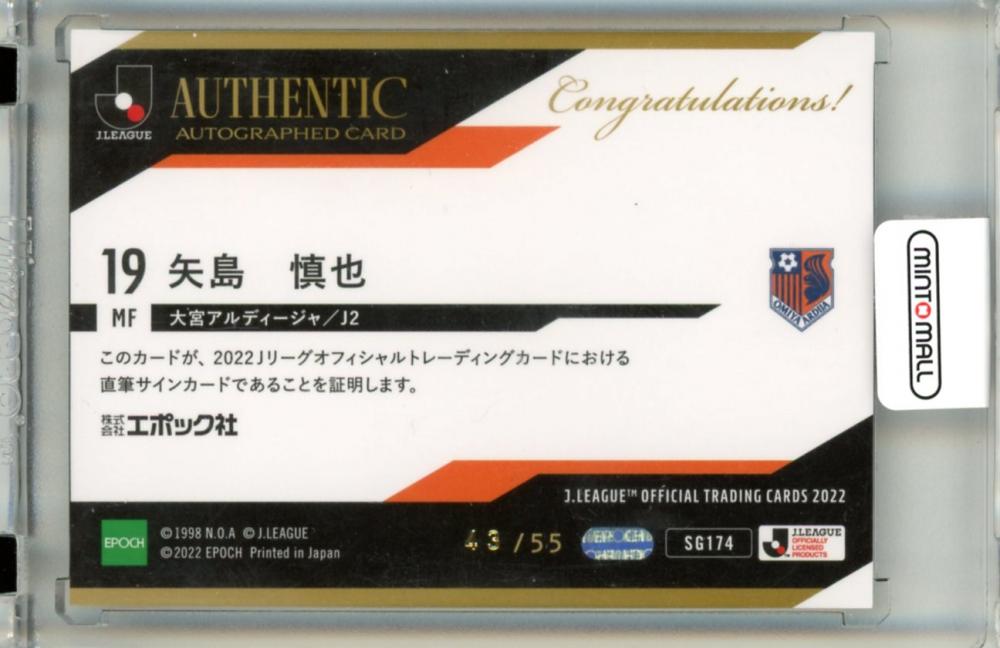 J.LEAGUE
AUTHENTIC
AUTOGRAPHED CARD
Congratulations!
19 矢島 慎也
MF 大宮アルディージャ/J2
OMIYA ARDIJA
このカードが、2022Jリーグオフィシャルトレーディングカードにおける
直筆サインカードであることを証明します。
株式会社エポック社
MINT MALL
J.LEAGUE™ OFFICIAL TRADING CARDS 2022
EPOCH
©1998 N.O.A ©J.LEAGUE
©2022 EPOCH Printed in Japan
43/55
SG174
J.LEAGUE
OFFICIALLY
LICENSED
PRODUCTS